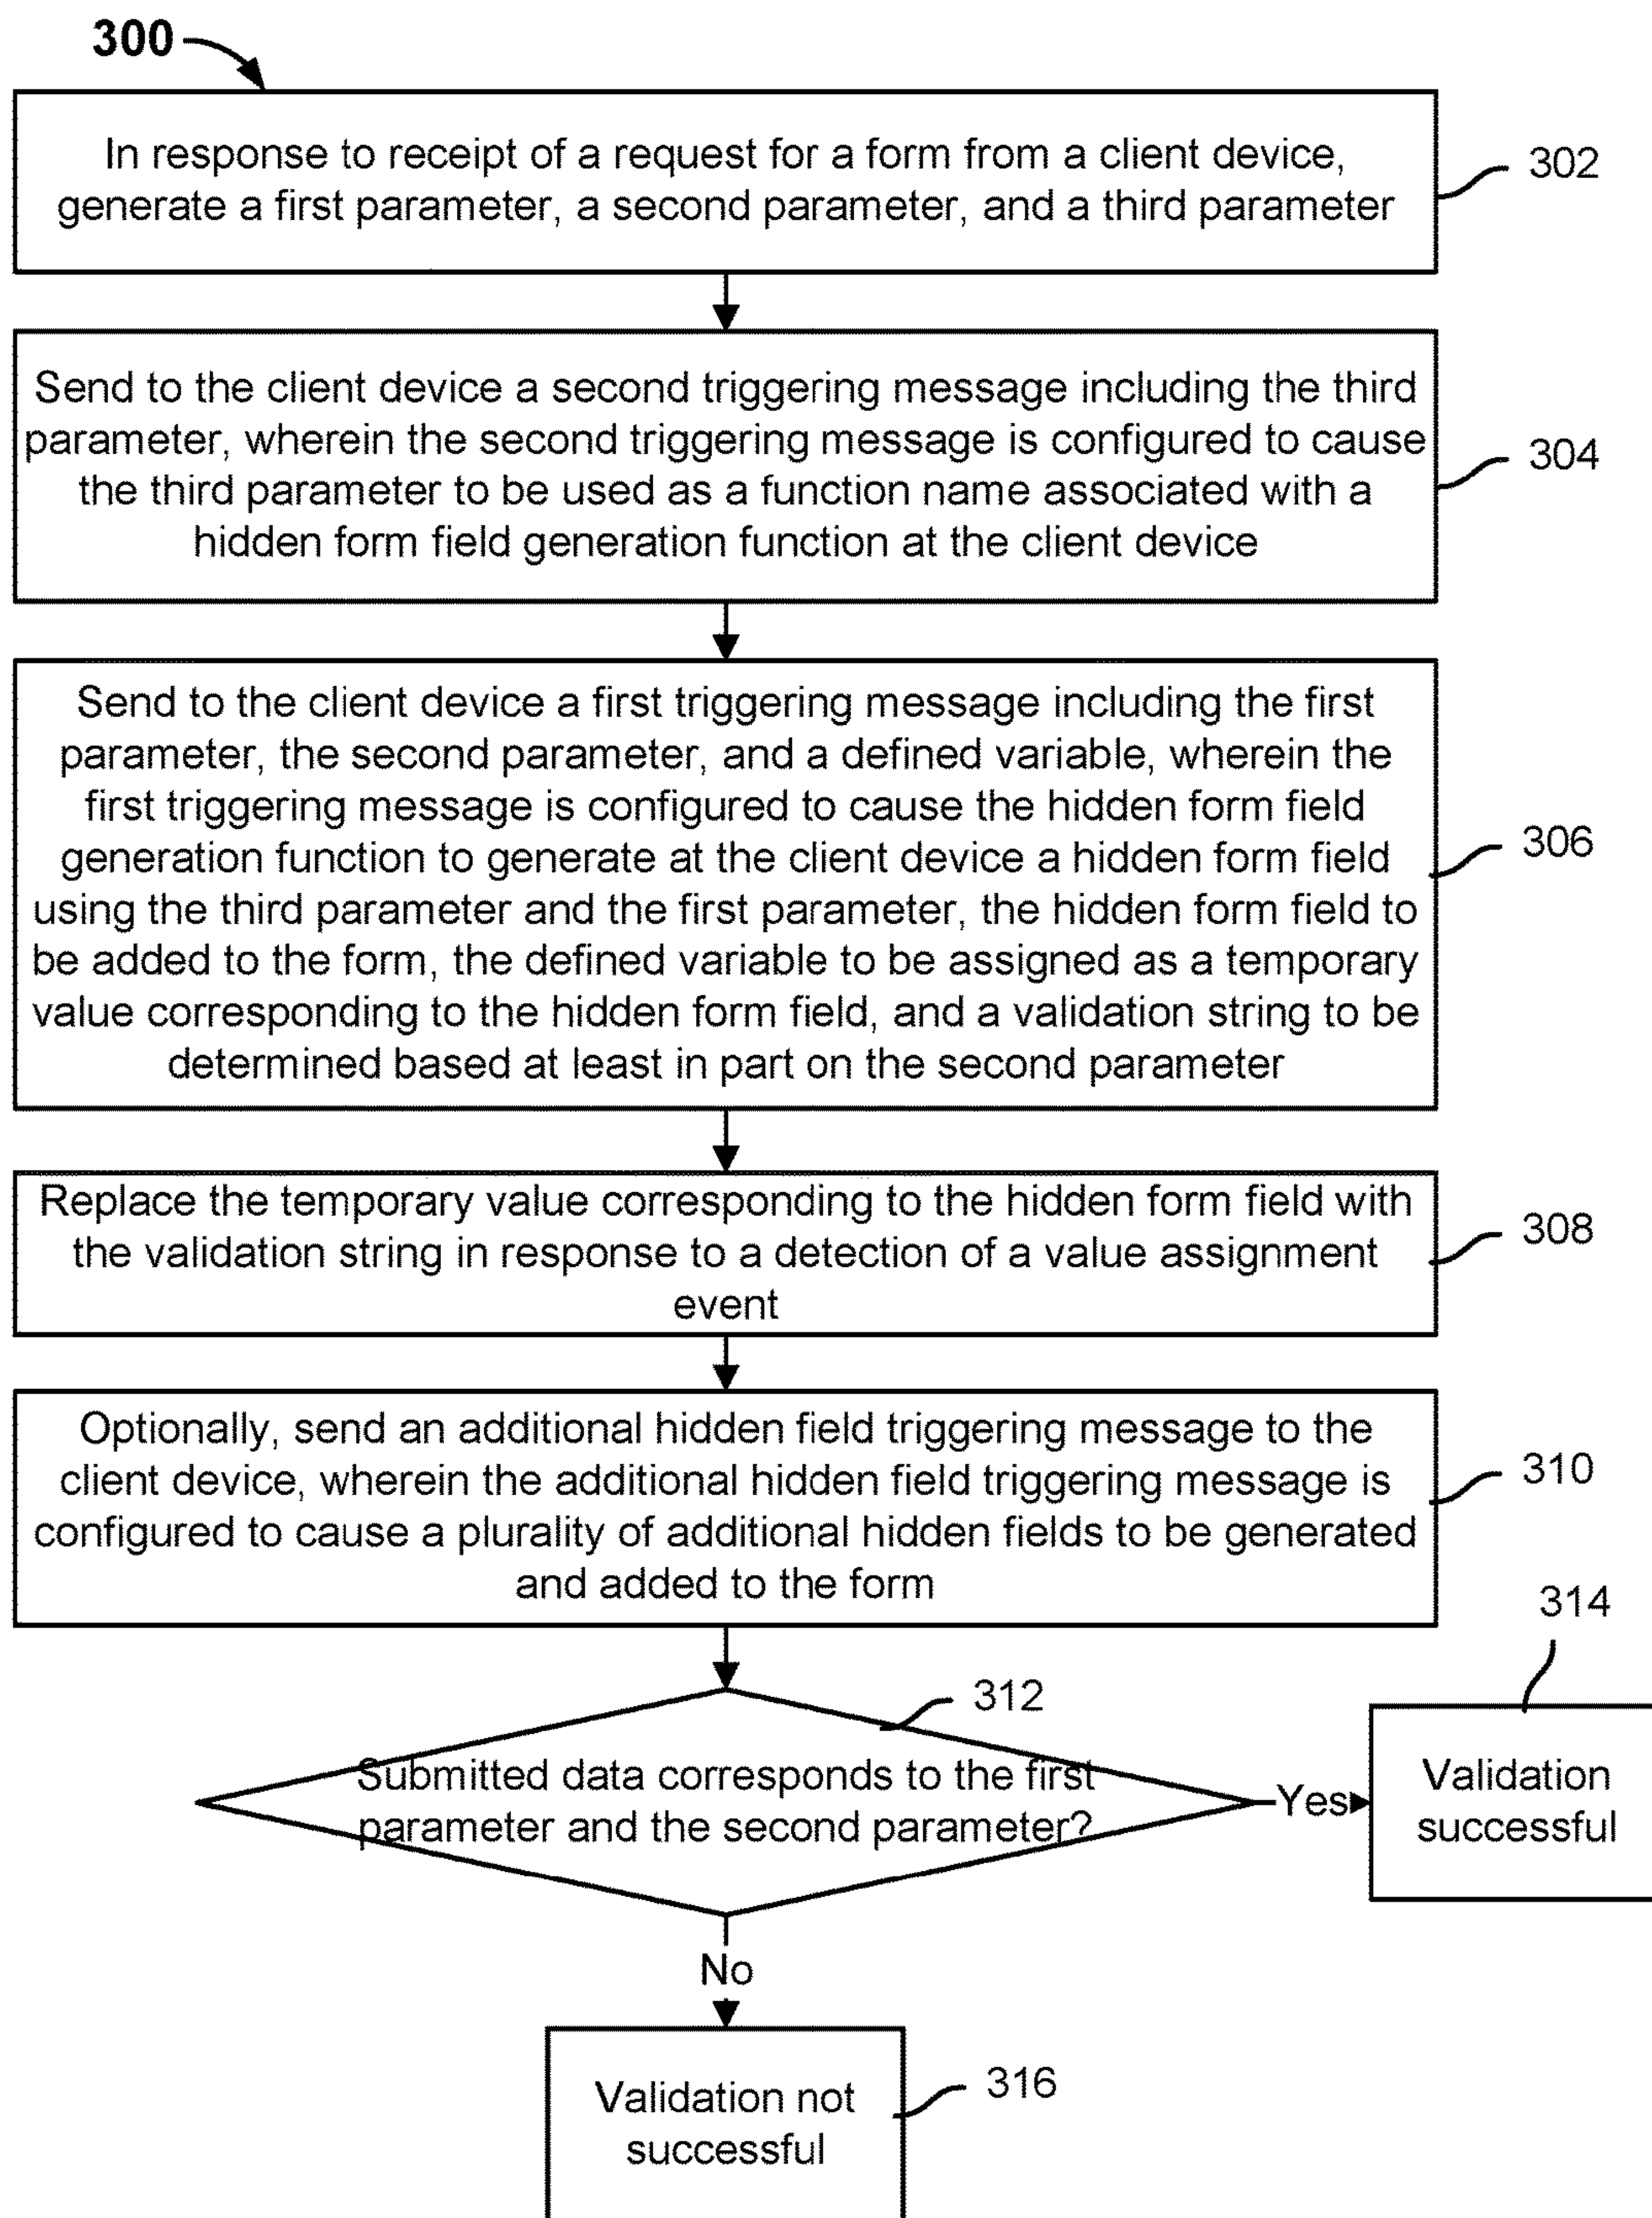 300
In response to receipt of a request for a form from a client device,
generate a first parameter, a second parameter, and a third parameter
302
Send to the client device a second triggering message including the third
parameter, wherein the second triggering message is configured to cause
the third parameter to be used as a function name associated with a
hidden form field generation function at the client device
304
Send to the client device a first triggering message including the first
parameter, the second parameter, and a defined variable, wherein the
first triggering message is configured to cause the hidden form field
generation function to generate at the client device a hidden form field
using the third parameter and the first parameter, the hidden form field to
be added to the form, the defined variable to be assigned as a temporary
value corresponding to the hidden form field, and a validation string to be
determined based at least in part on the second parameter
306
Replace the temporary value corresponding to the hidden form field with
the validation string in response to a detection of a value assignment
event
308
Optionally, send an additional hidden field triggering message to the
client device, wherein the additional hidden field triggering message is
configured to cause a plurality of additional hidden fields to be generated
and added to the form
310
312
Submitted data corresponds to the first
parameter and the second parameter?
Yes
314
Validation
successful
No
Validation not
successful
316